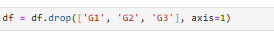 df = df.drop(['G1', 'G2', 'G3'], axis=1)